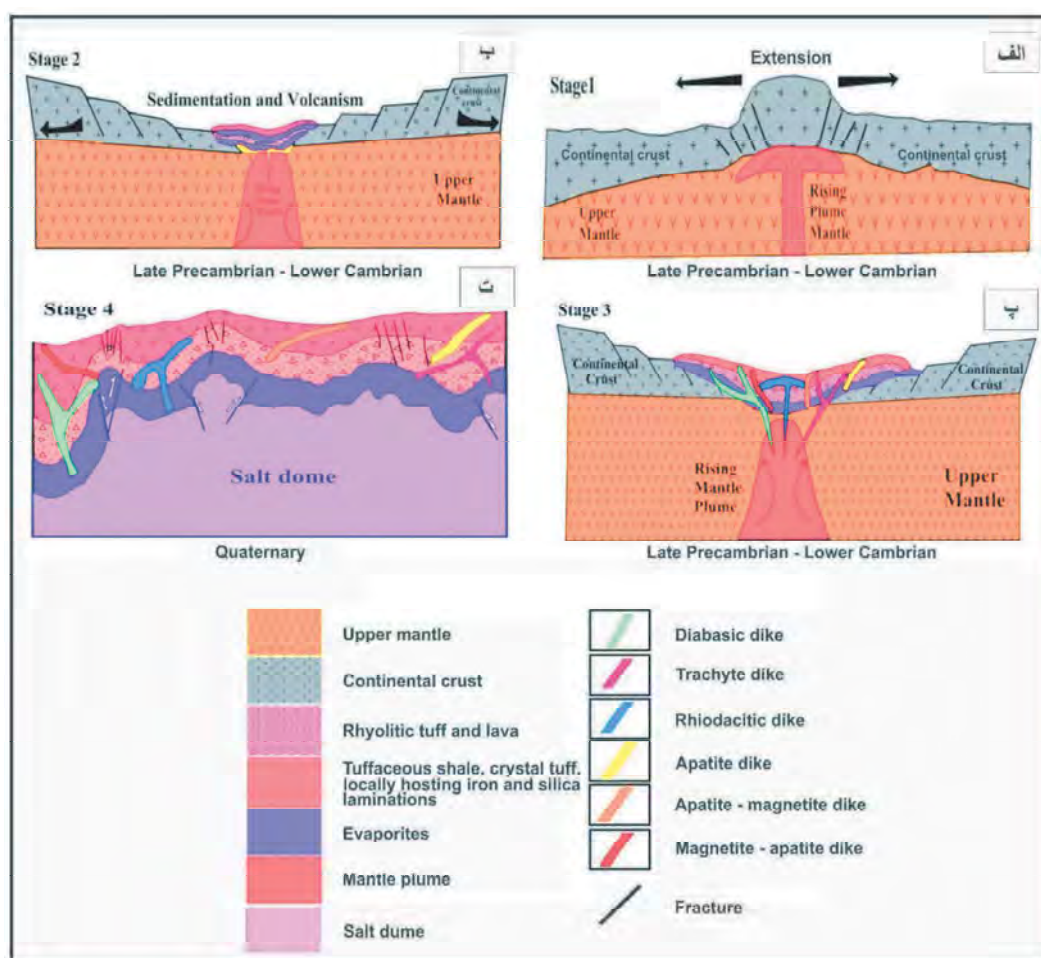 Stage 2
ب
Sedimentation and Volcanism
Continental
crust
Upper
Mantle
Late Precambrian - Lower Cambrian
الف
Extension
Stage1
Continental crust
Continental crust
Upper
Mantle
Rising
Plume
Mantle
Late Precambrian - Lower Cambrian
Stage 4
ت
Salt dome
Quaternary
Stage 3
پ
Continental
Crust
Continental
Crust
Rising
Mantle
Plume
Upper
Mantle
Late Precambrian - Lower Cambrian
Upper mantle
Continental crust
Rhyolitic tuff and lava
Tuffaceous shale, crystal tuff.
locally hosting iron and silica
laminations
Evaporites
Mantle plume
Salt dume
Diabasic dike
Trachyte dike
Rhiodacitic dike
Apatite dike
Apatite - magnetite dike
Magnetite - apatite dike
Fracture